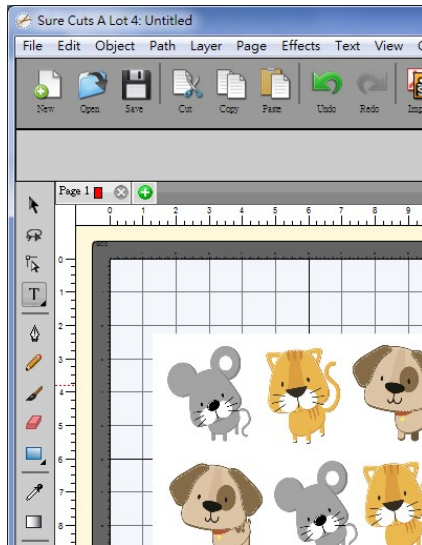 Sure Cuts A Lot 4: Untitled
File Edit Object Path Layer Page Effects Text View
New Open Save Cut Copy Paste Undo Redo Imp
Page 1
0 1 2 3 4 5 6 7 8 9
0
1
2
3
4
5
6
7
8
T